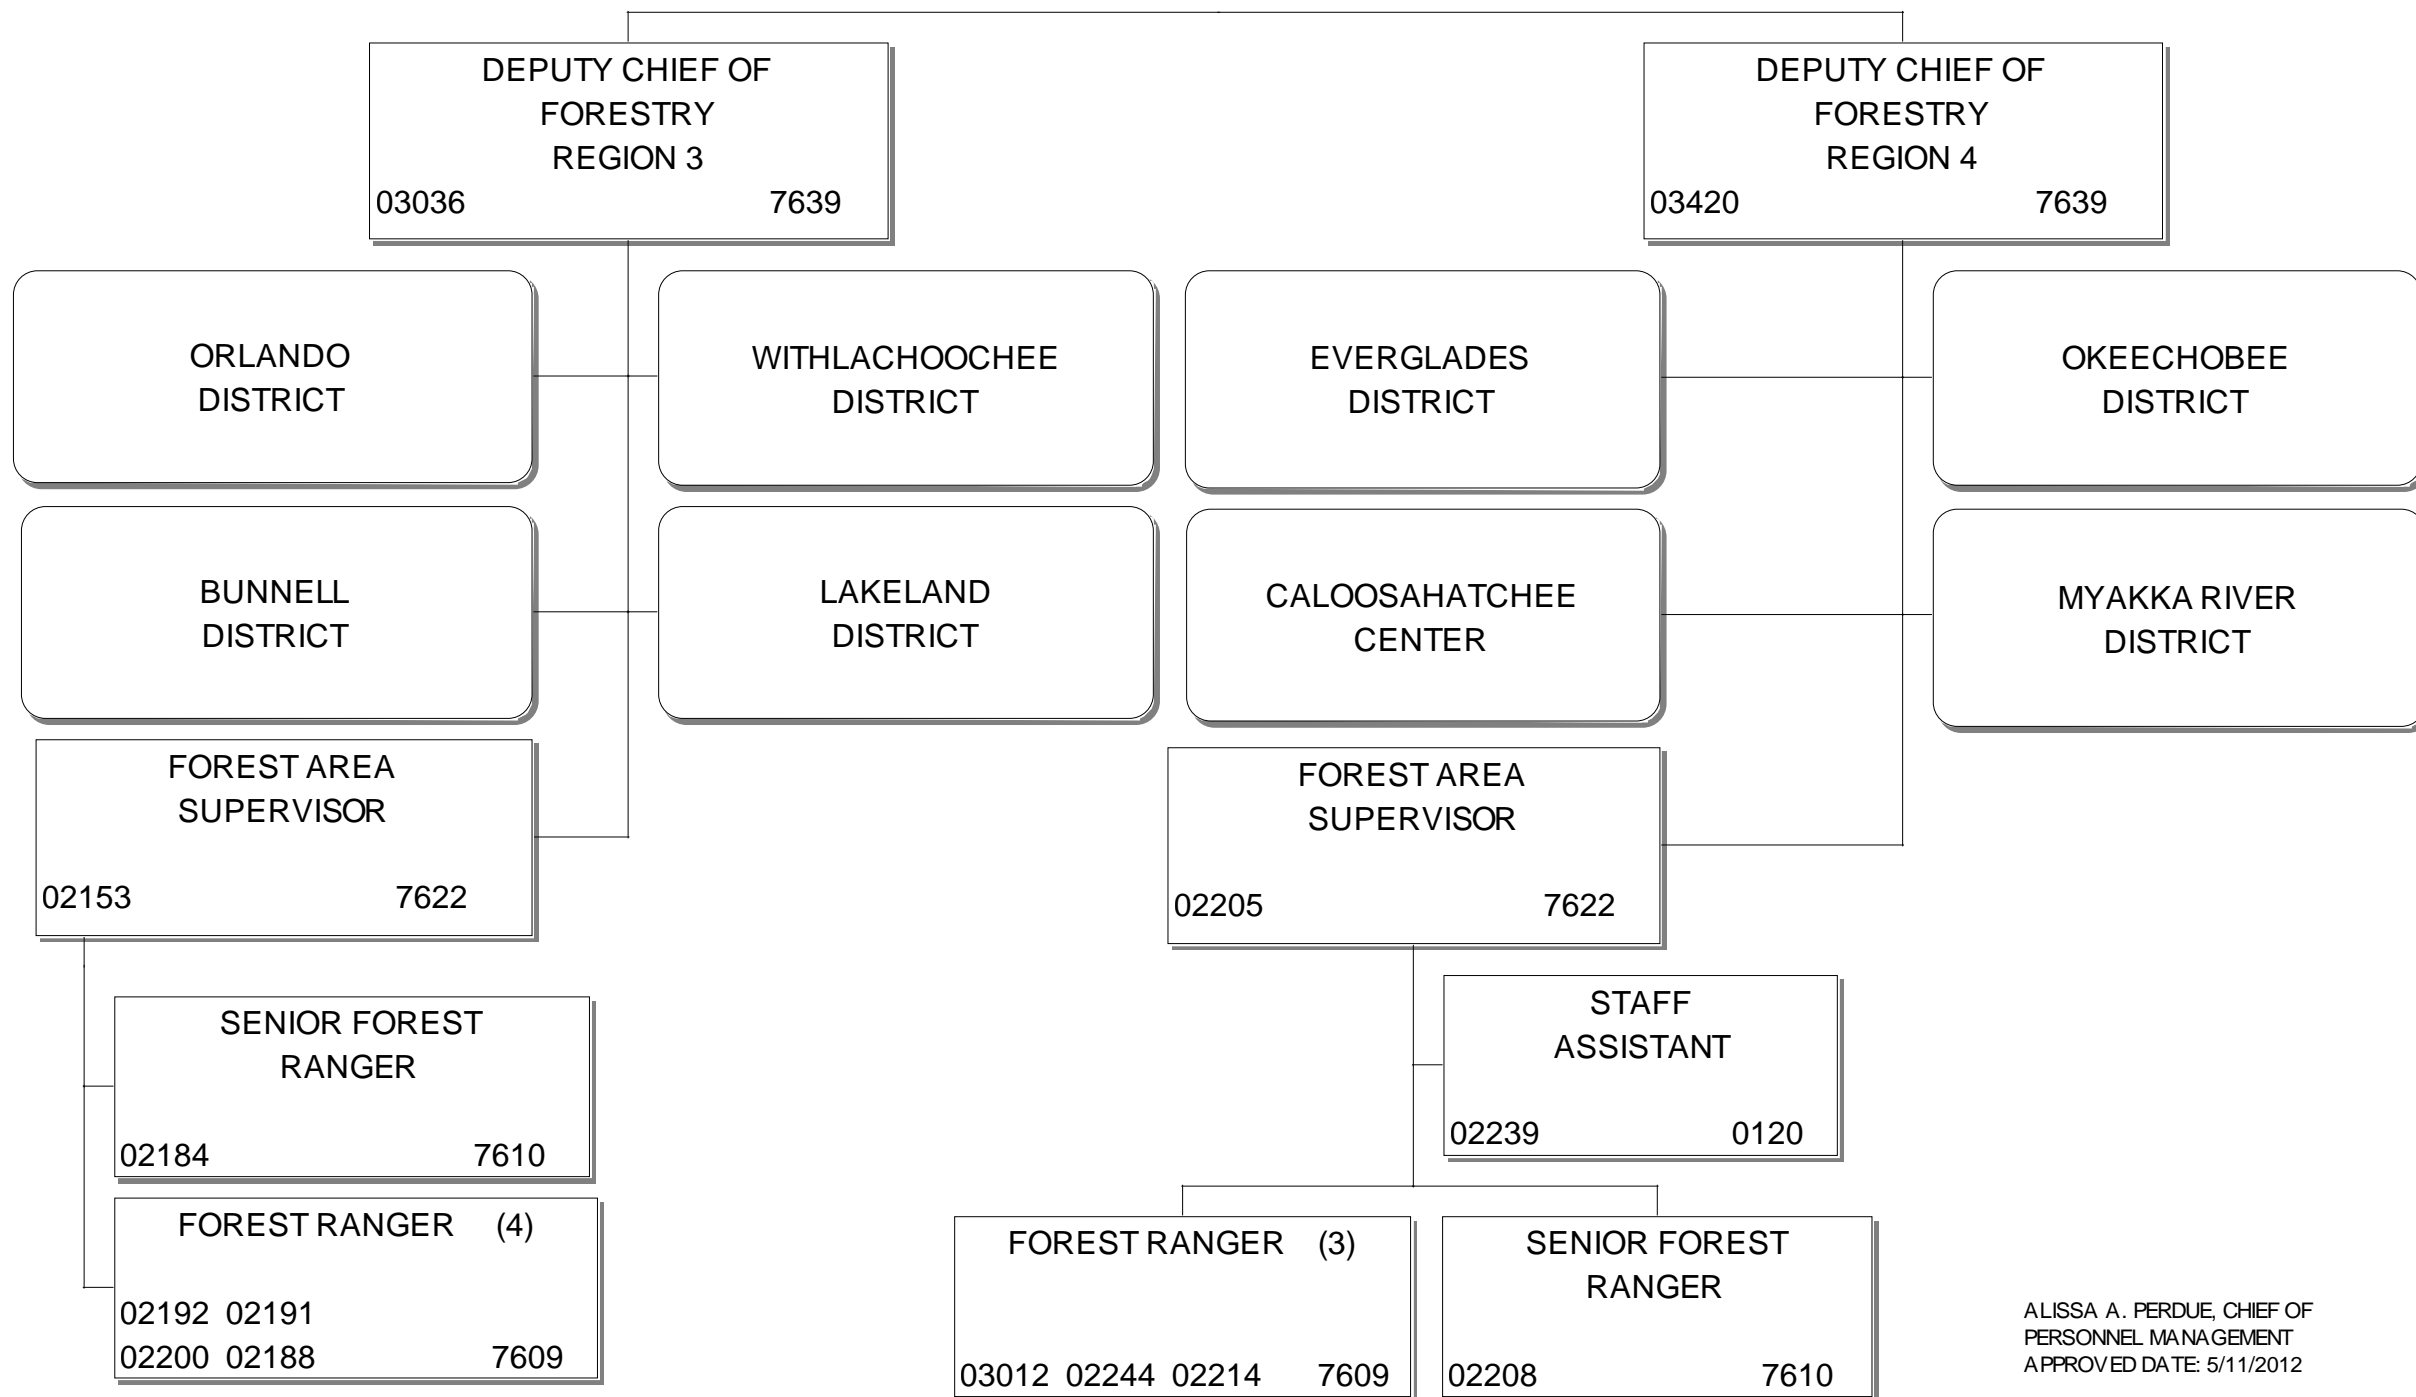 DEPUTY CHIEF OF
FORESTRY
REGION 3
03036 7639
DEPUTY CHIEF OF
FORESTRY
REGION 4
03420 7639
ORLANDO
DISTRICT
WITHLACHOOCHEE
DISTRICT
EVERGLADES
DISTRICT
OKEECHOBEE
DISTRICT
BUNNELL
DISTRICT
LAKELAND
DISTRICT
CALOOSAHATCHEE
CENTER
MYAKKA RIVER
DISTRICT
FOREST AREA
SUPERVISOR
02153 7622
FOREST AREA
SUPERVISOR
02205 7622
SENIOR FOREST
RANGER
02184 7610
STAFF
ASSISTANT
02239 0120
FOREST RANGER (4)
02192 02191
02200 02188 7609
FOREST RANGER (3)
03012 02244 02214 7609
SENIOR FOREST
RANGER
02208 7610
ALISSA A. PERDUE, CHIEF OF
PERSONNEL MANAGEMENT
APPROVED DATE: 5/11/2012